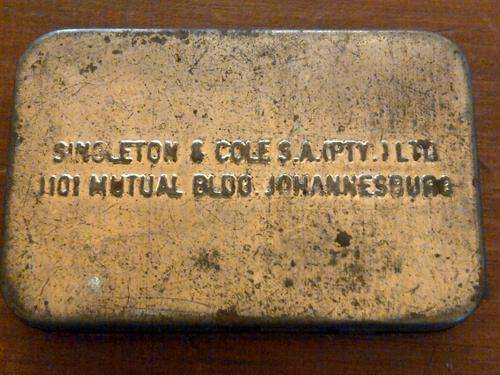 SINGLETON & COLE S.A.(PTY.) LTD
1101 MUTUAL BLDG. JOHANNESBURG